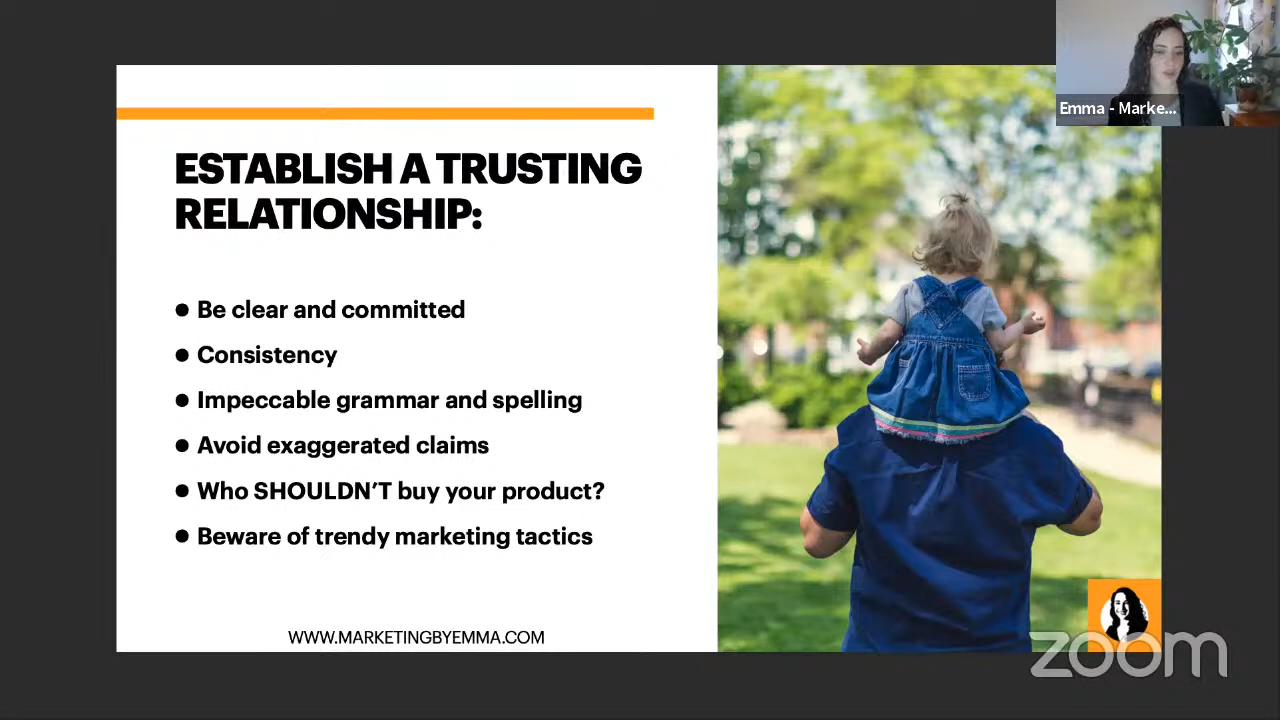 Emma - Marke...
ESTABLISH A TRUSTING
RELATIONSHIP:
● Be clear and committed
● Consistency
● Impeccable grammar and spelling
● Avoid exaggerated claims
● Who SHOULDN'T buy your product?
● Beware of trendy marketing tactics
WWW.MARKETINGBYEMMA.COM
zoom